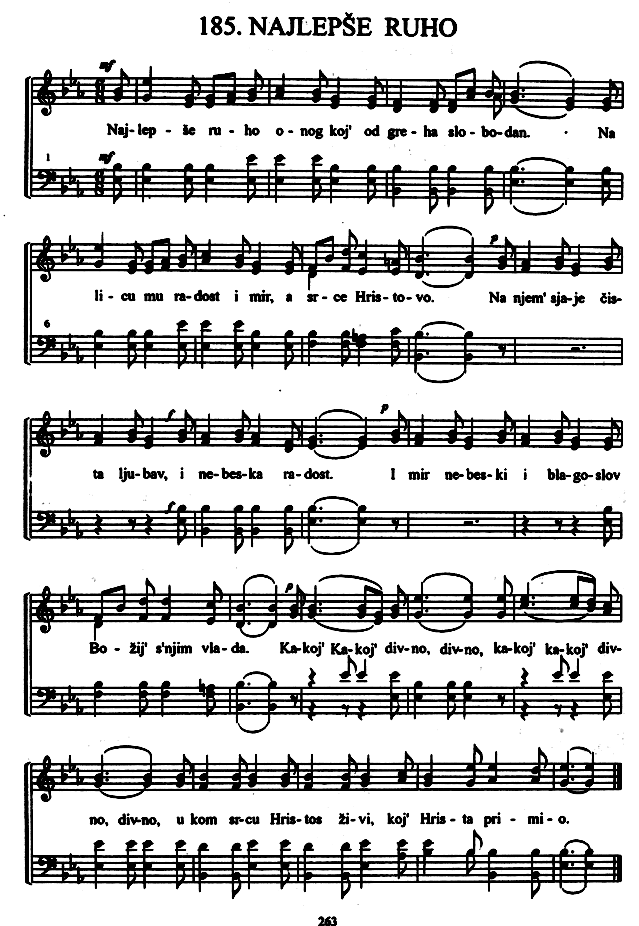 185. NAJLEPŠE RUHO
mf
Naj-lep - še ru - ho o-nog koj' od gre-ha slo-bo-dan. Na
1
mf
p
li - cu mu ra-dost i mir, a sr-ce Hris-to-vo. Na njem' sja-je čis-
6
f p
ta lju-bav, i ne-bes-ka ra-dost. I mir ne-bes-ki i bla-go-slov
f
p
Bo - žij' s'njim vla-da. Ka-koj' Ka-koj' div-no, div-no, ka-koj' ka-koj' div-
no, div-no, u kom sr-cu Hris-tos ži-vi, koj' Hris - ta pri - mi - o.
263